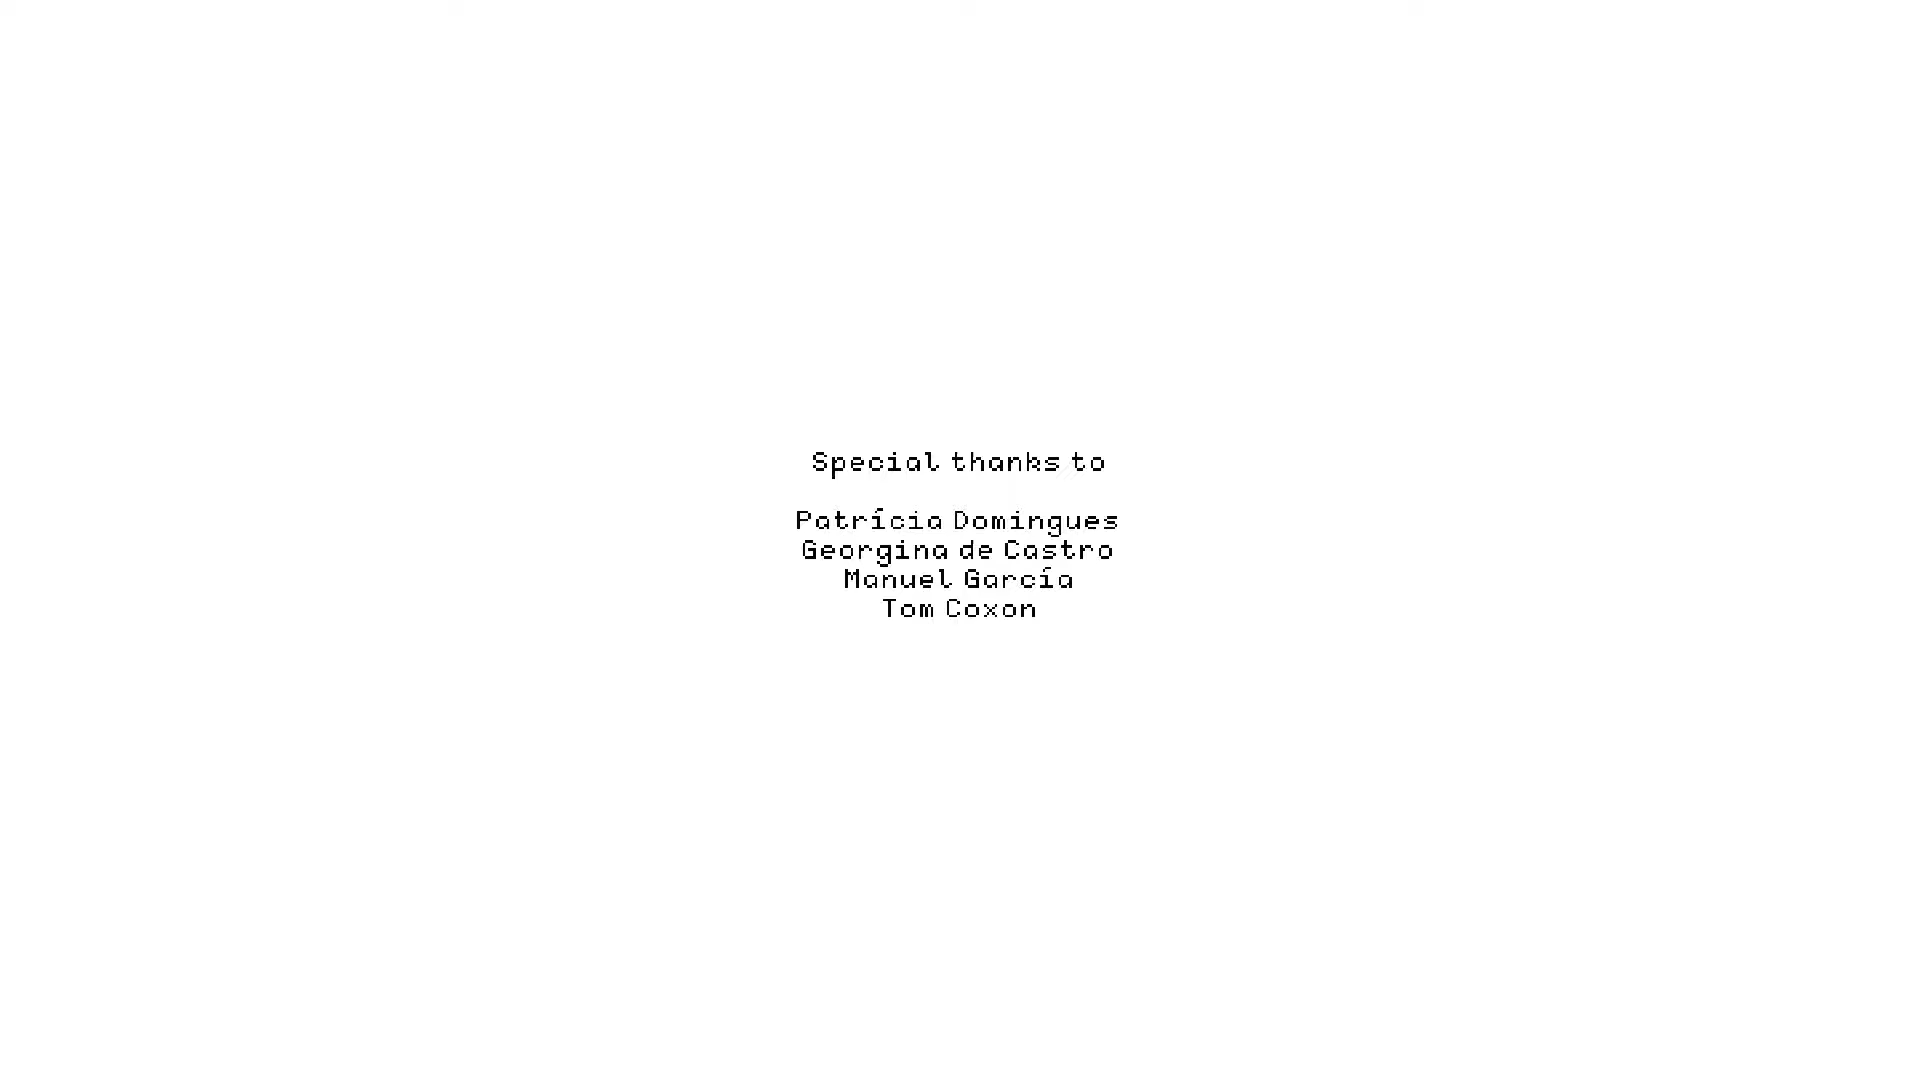 Special thanks to
Patrícia Domingues
Georgina de Castro
Manuel García
Tom Coxon